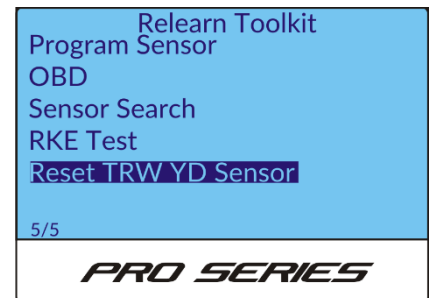 Relearn Toolkit
Program Sensor
OBD
Sensor Search
RKE Test
Reset TRW YD Sensor
5/5
PRO SERIES